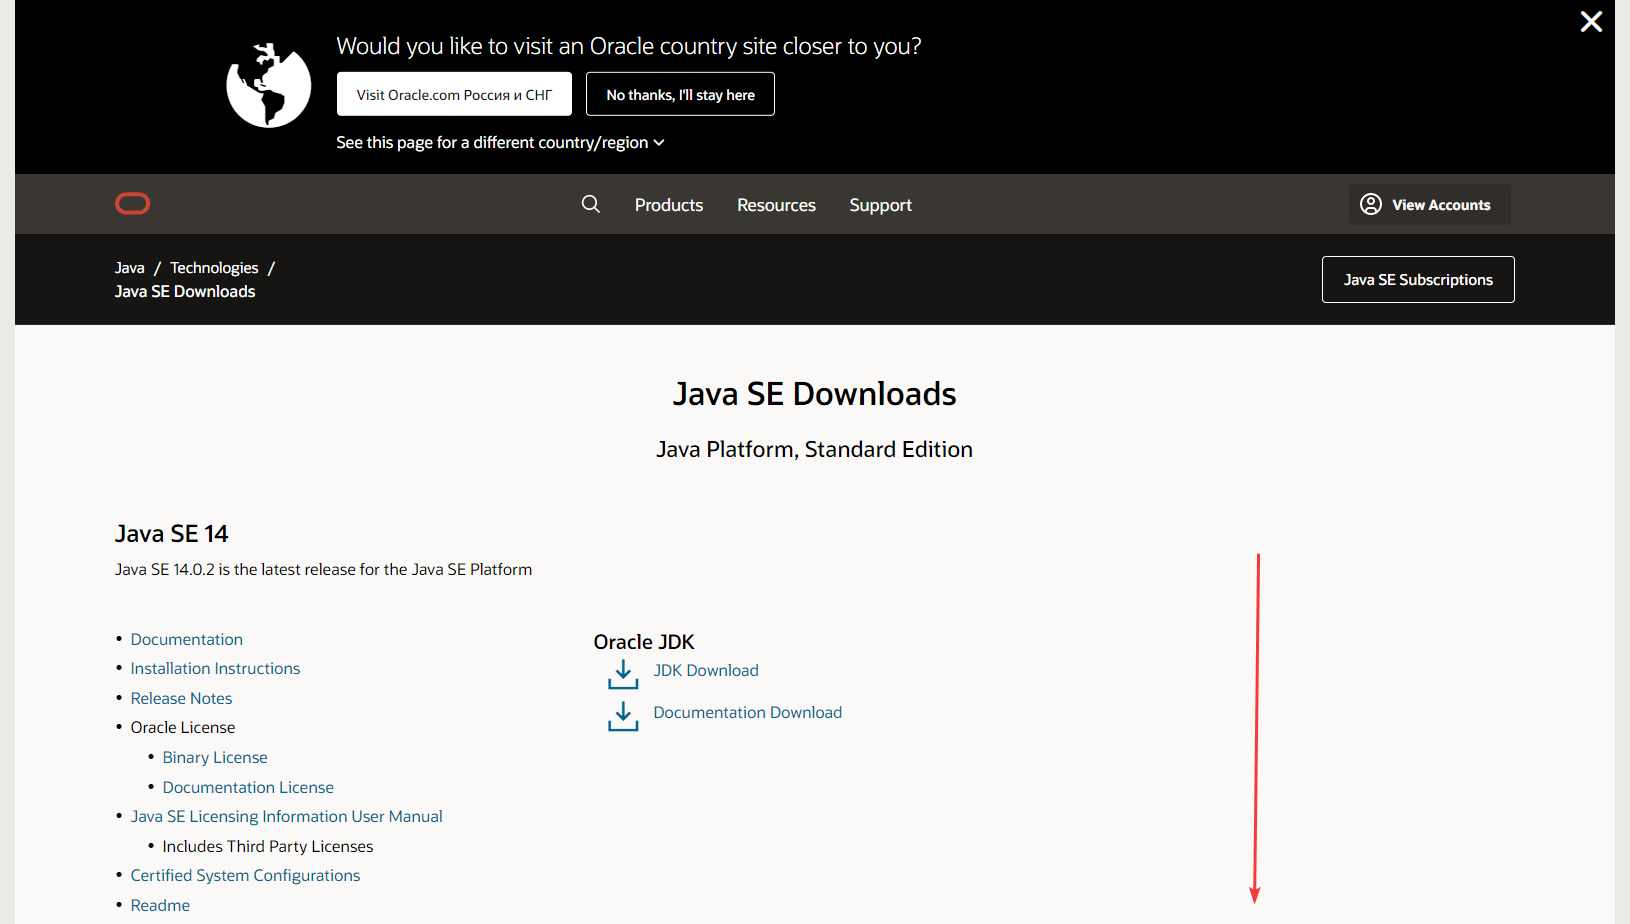 Would you like to visit an Oracle country site closer to you?
Visit Oracle.com Россия и СНГ
No thanks, I'll stay here
See this page for a different country/region
Products
Resources
Support
View Accounts
Java / Technologies /
Java SE Downloads
Java SE Subscriptions
Java SE Downloads
Java Platform, Standard Edition
Java SE 14
Java SE 14.0.2 is the latest release for the Java SE Platform
• Documentation
• Installation Instructions
• Release Notes
• Oracle License
• Binary License
• Documentation License
• Java SE Licensing Information User Manual
• Includes Third Party Licenses
• Certified System Configurations
• Readme
Oracle JDK
JDK Download
Documentation Download